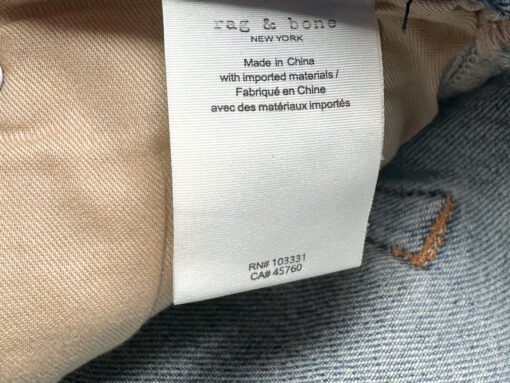 rag & bone
NEW YORK
Made in China
with imported materials /
Fabriqué en Chine
avec des matériaux importés
RN# 103331
CA# 45760